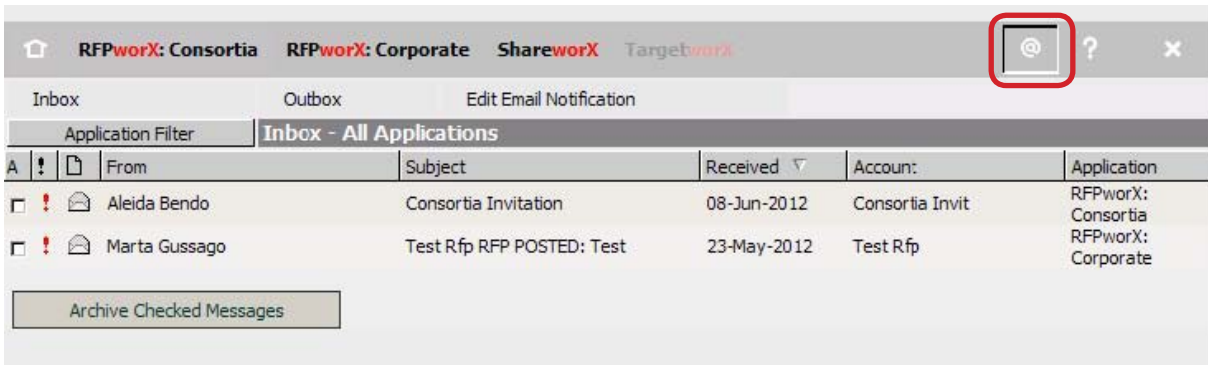 RFPworX: Consortia RFPworX: Corporate ShareworX TargetworX @ ? ×
Inbox Outbox Edit Email Notification
Application Filter Inbox - All Applications
A ! From Subject Received Account Application
! Aleida Bendo Consortia Invitation 08-Jun-2012 Consortia Invit RFPworX:
Consortia
! Marta Gussago Test Rfp RFP POSTED: Test 23-May-2012 Test Rfp RFPworX:
Corporate
Archive Checked Messages